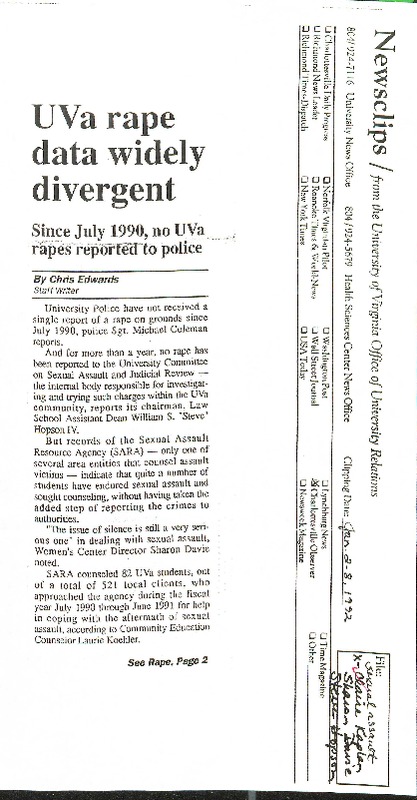 UVa rape
data widely
divergent
Since July 1990, no UVa
rapes reported to police
By Chris Edwards
Staff Writer
University Police have not received a
single report of a rape on grounds since
July 1990, police Sgt. Michael Coleman
reports.
And for more than a year, no rape has
been reported to the University Committee
on Sexual Assault and Judicial Review —
the internal body responsible for investigat-
ing and trying such charges within the UVa
community, reports its chairman, Law
School Assistant Dean William S. "Steve"
Hopson IV.
But records of the Sexual Assault
Resource Agency (SARA) — only one of
several area entities that counsel assault
victims — indicate that quite a number of
students have endured sexual assault and
sought counseling, without having taken the
added step of reporting the crimes to
authorities.
"The issue of silence is still a very seri-
ous one" in dealing with sexual assault,
Women's Center Director Sharon Davie
noted.
SARA counseled 82 UVa students, out
of a total of 521 local clients, who
approached the agency during the fiscal
year July 1990 through June 1991 for help
in coping with the aftermath of sexual
assault, according to Community Education
Counselor Laurie Koehler.
See Rape, Page 2
Newsclips / from the University of Virginia Office of University Relations
804/924-7116 University News Office 804/924-5679 Health Sciences Center News Office Clipping Date: Jan. 2-8, 1992
☐ Charlottesville Daily Progress ☐ Norfolk Virginian Pilot ☐ Washington Post ☐ Lynchburg News ☐ Time Magazine
☐ Richmond News Leader ☐ Roanoke Times & World-News ☐ Wall Street Journal ☒ Charlottesville Observer ☐ Other
☐ Richmond Times-Dispatch ☐ New York Times ☐ USA Today ☐ Newsweek Magazine
File:
sexual assault
X-Claire Kaplan
Sharon Davie
Steve Hopson